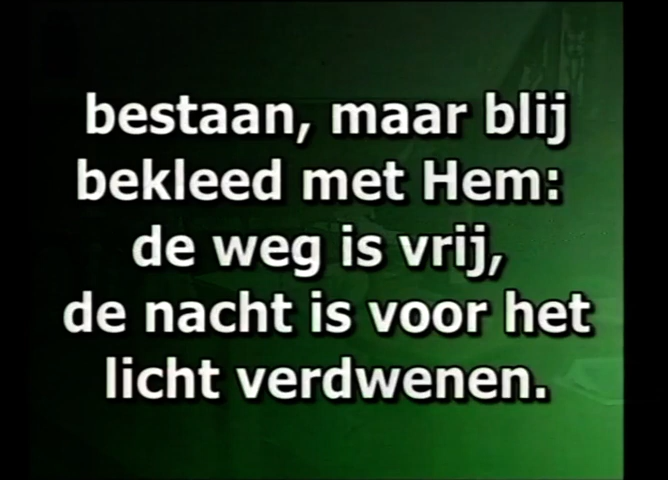 bestaan, maar blij
bekleed met Hem:
de weg is vrij,
de nacht is voor het
licht verdwenen.